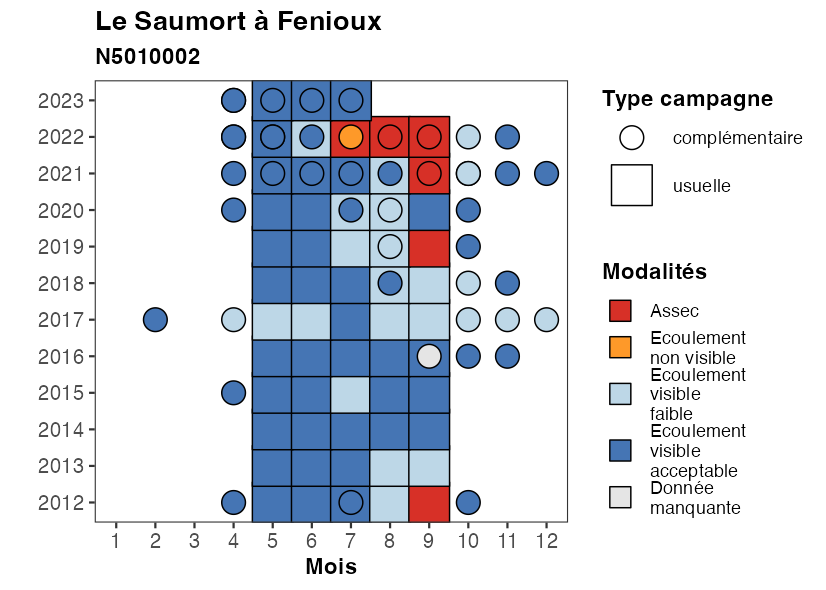 Le Saumort à Fenioux
N5010002
2023
2022
2021
2020
2019
2018
2017
2016
2015
2014
2013
2012
1 2 3 4 5 6 7 8 9 10 11 12
Mois
Type campagne
complémentaire
usuelle
Modalités
Assec
Ecoulement
non visible
Ecoulement
visible
faible
Ecoulement
visible
acceptable
Donnée
manquante